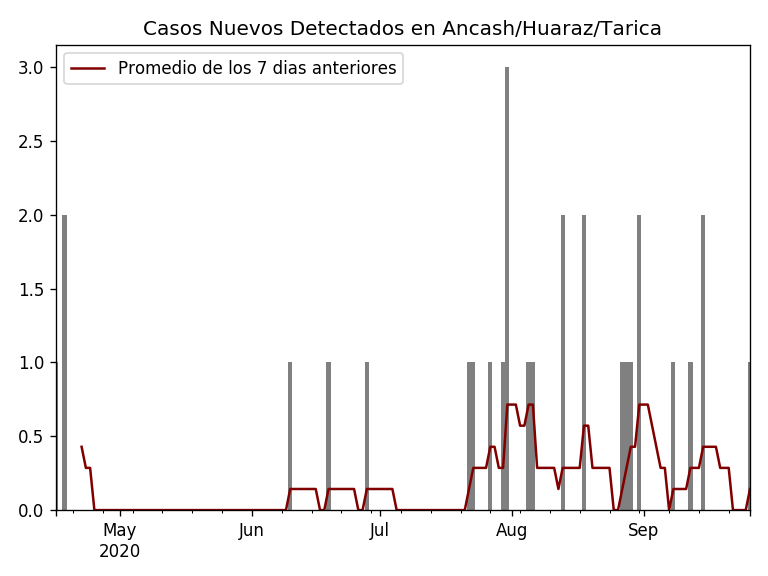 Casos Nuevos Detectados en Ancash/Huaraz/Tarica
Promedio de los 7 dias anteriores
3.0
2.5
2.0
1.5
1.0
0.5
0.0
May Jun Jul Aug Sep
2020